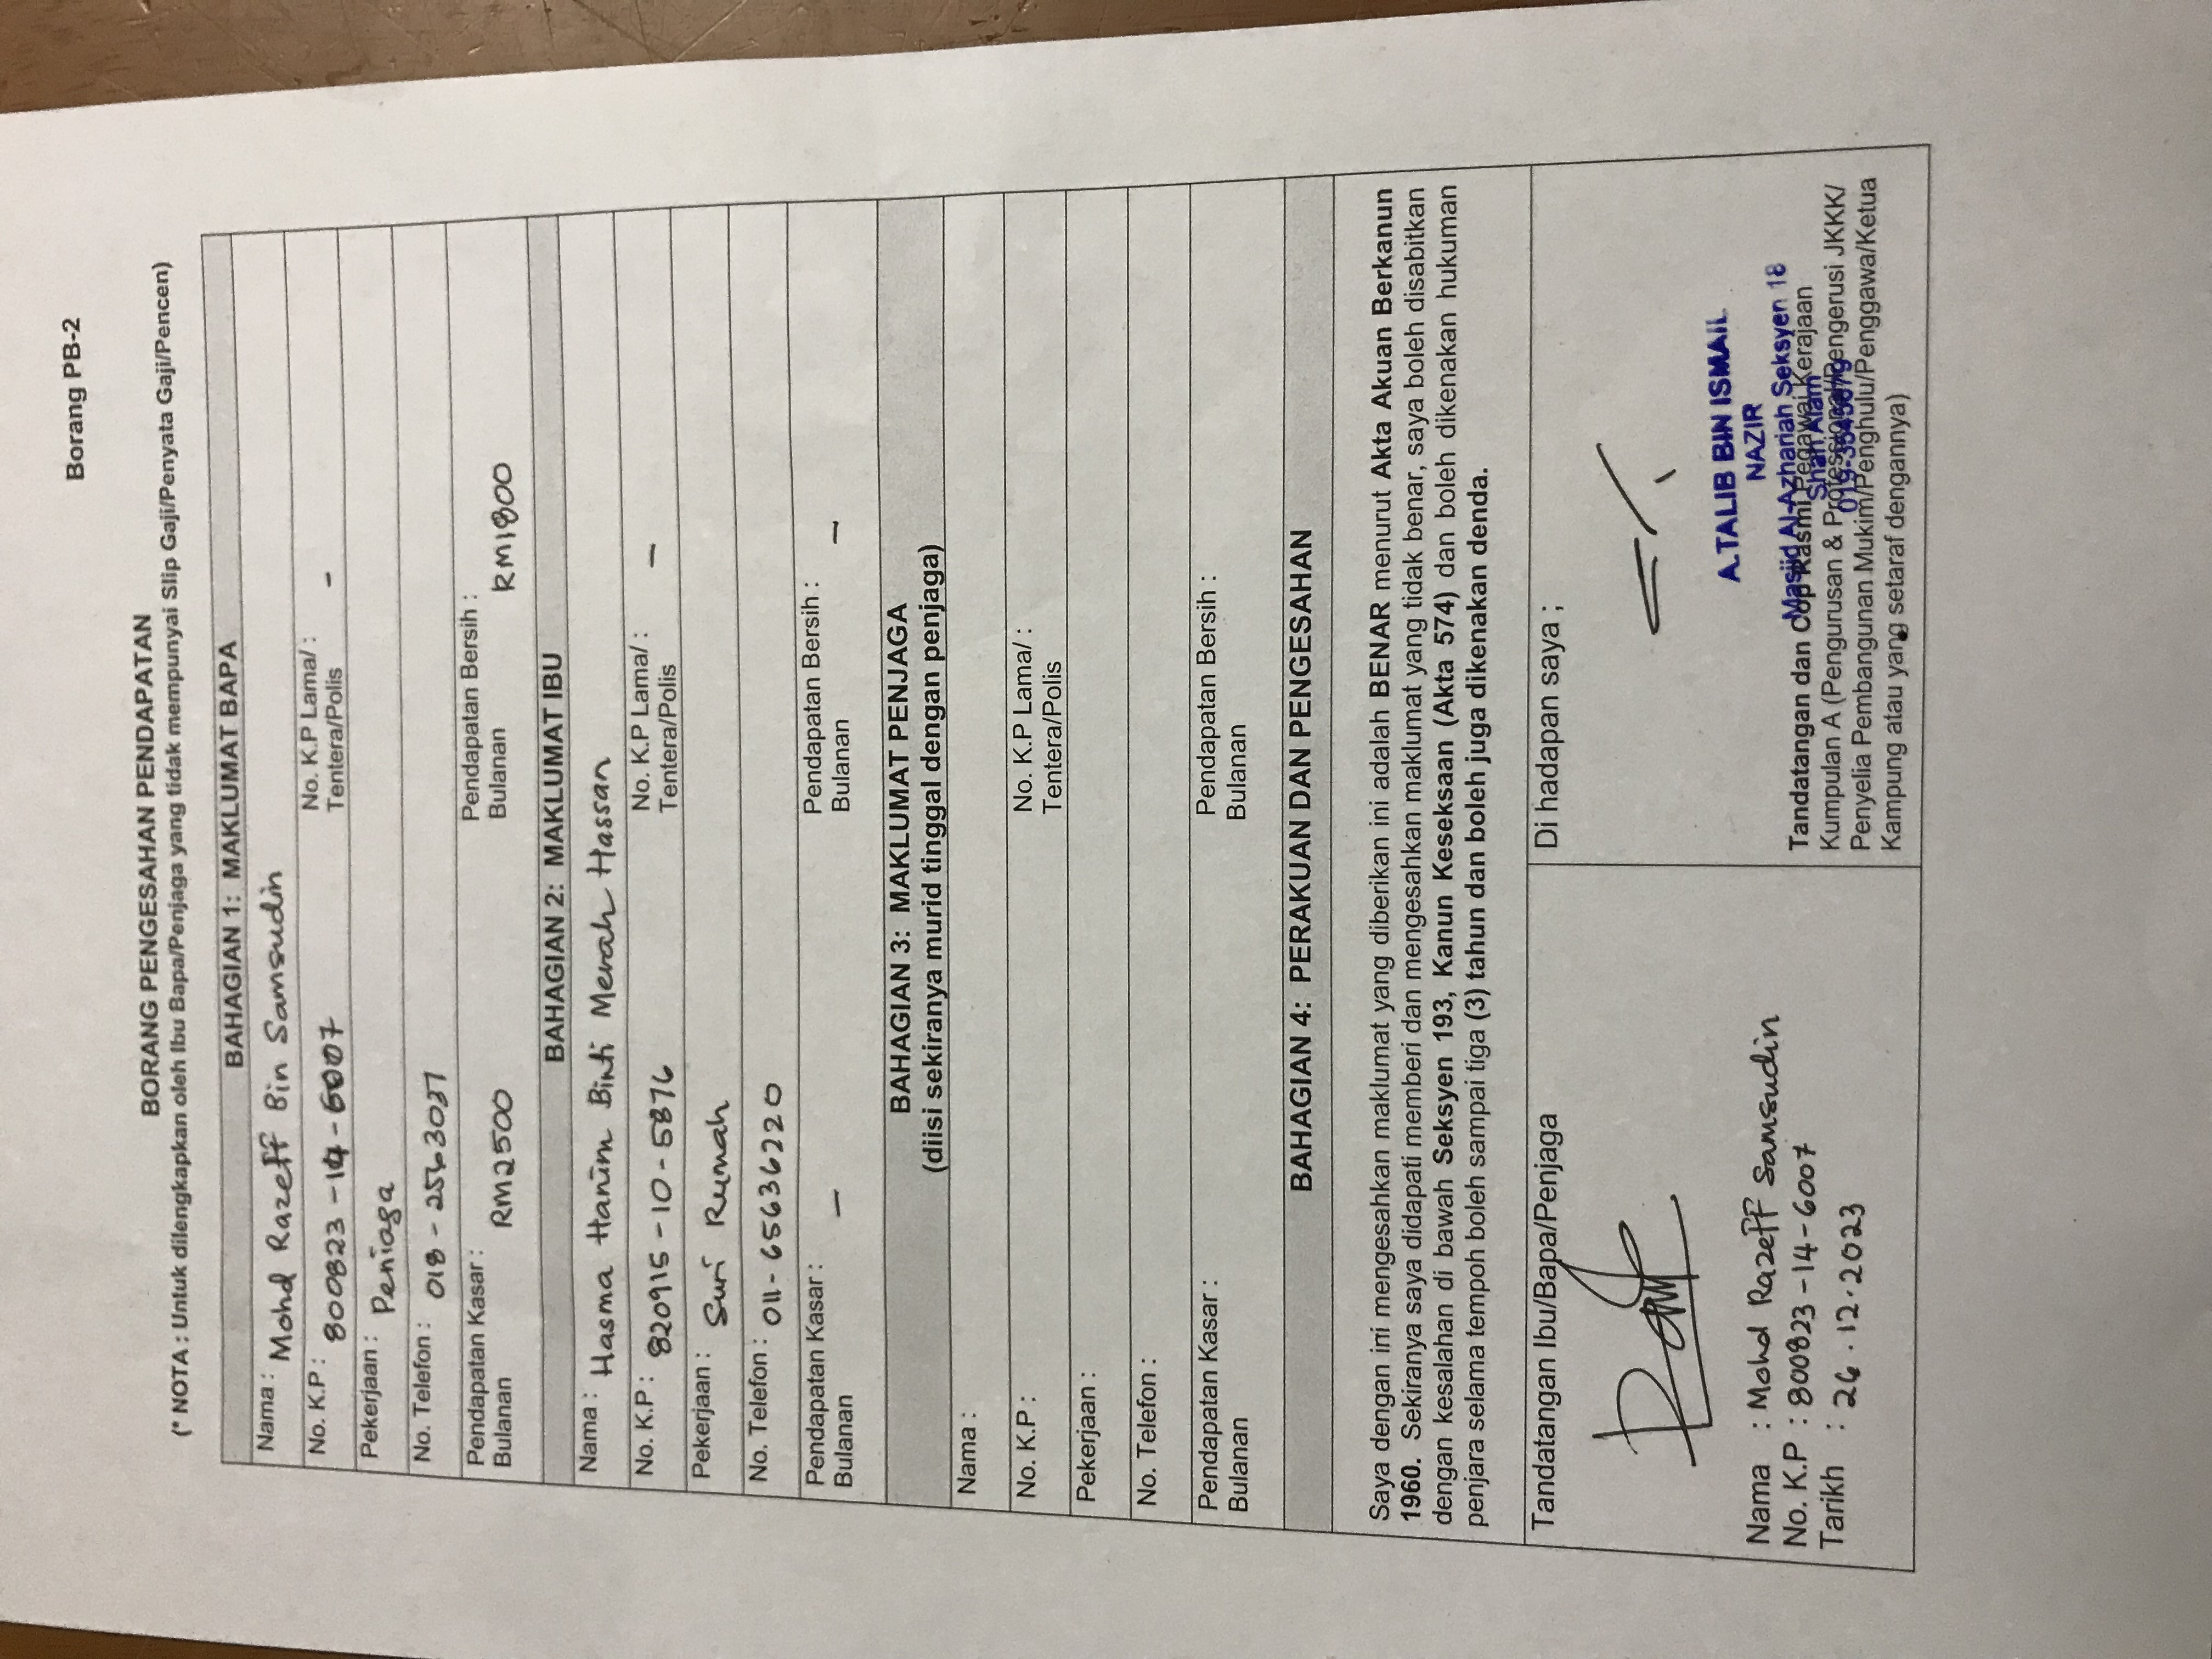 Borang PB-2
BORANG PENGESAHAN PENDAPATAN
(* NOTA : Untuk dilengkapkan oleh Ibu Bapa/Penjaga yang tidak mempunyai Slip Gaji/Penyata Gaji/Pencen)
BAHAGIAN 1: MAKLUMAT BAPA
Nama : Mohd Razeff Bin Samsudin
No. K.P : 800823-14-6007 No. K.P Lama/ :
Tentera/Polis -
Pekerjaan : Peniaga
No. Telefon : 018-2563037
Pendapatan Kasar : Pendapatan Bersih :
Bulanan RM2500 Bulanan RM1800
BAHAGIAN 2: MAKLUMAT IBU
Nama : Hasma Hanim Binti Merah Hassan
No. K.P : 820915-10-5876 No. K.P Lama/ :
Tentera/Polis -
Pekerjaan : Suri Rumah
No. Telefon : 011-65636220
Pendapatan Kasar : Pendapatan Bersih :
Bulanan - Bulanan -
BAHAGIAN 3: MAKLUMAT PENJAGA
(diisi sekiranya murid tinggal dengan penjaga)
Nama :
No. K.P : No. K.P Lama/ :
Tentera/Polis
Pekerjaan :
No. Telefon :
Pendapatan Kasar : Pendapatan Bersih :
Bulanan Bulanan
BAHAGIAN 4: PERAKUAN DAN PENGESAHAN
Saya dengan ini mengesahkan maklumat yang diberikan ini adalah BENAR menurut Akta Akuan Berkanun
1960. Sekiranya saya didapati memberi dan mengesahkan maklumat yang tidak benar, saya boleh disabitkan
dengan kesalahan di bawah Seksyen 193, Kanun Keseksaan (Akta 574) dan boleh dikenakan hukuman
penjara selama tempoh boleh sampai tiga (3) tahun dan boleh juga dikenakan denda.
Tandatangan Ibu/Bapa/Penjaga
Nama : Mohd Razeff Samsudin
No. K.P : 800823-14-6007
Tarikh : 26.12.2023
Di hadapan saya ;
A.TALIB BIN ISMAIL
NAZIR
Masjid Al-Azhariah Seksyen 18
Shah Alam
Tandatangan dan Cop Rasmi Pegawai Kerajaan
Kumpulan A (Pengurusan & Professional/Pengerusi JKKK/
Penyelia Pembangunan Mukim/Penghulu/Penggawa/Ketua
Kampung atau yang setaraf dengannya)